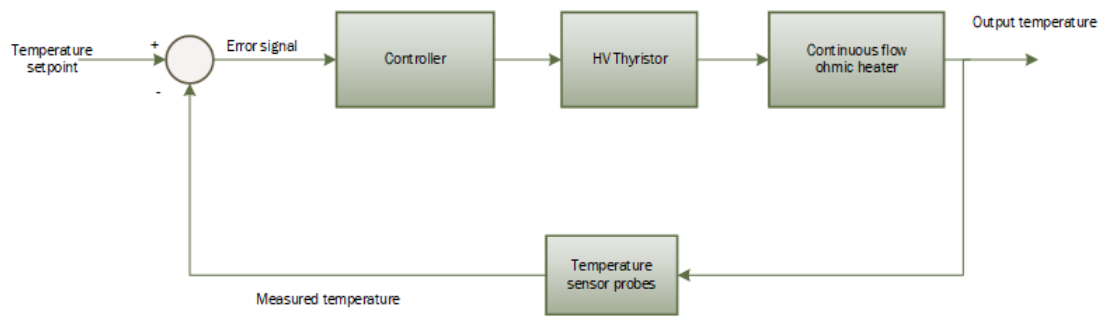 Output temperature
Temperature
setpoint
+
Error signal
-
Controller
HV Thyristor
Continuous flow
ohmic heater
Temperature
sensor probes
Measured temperature